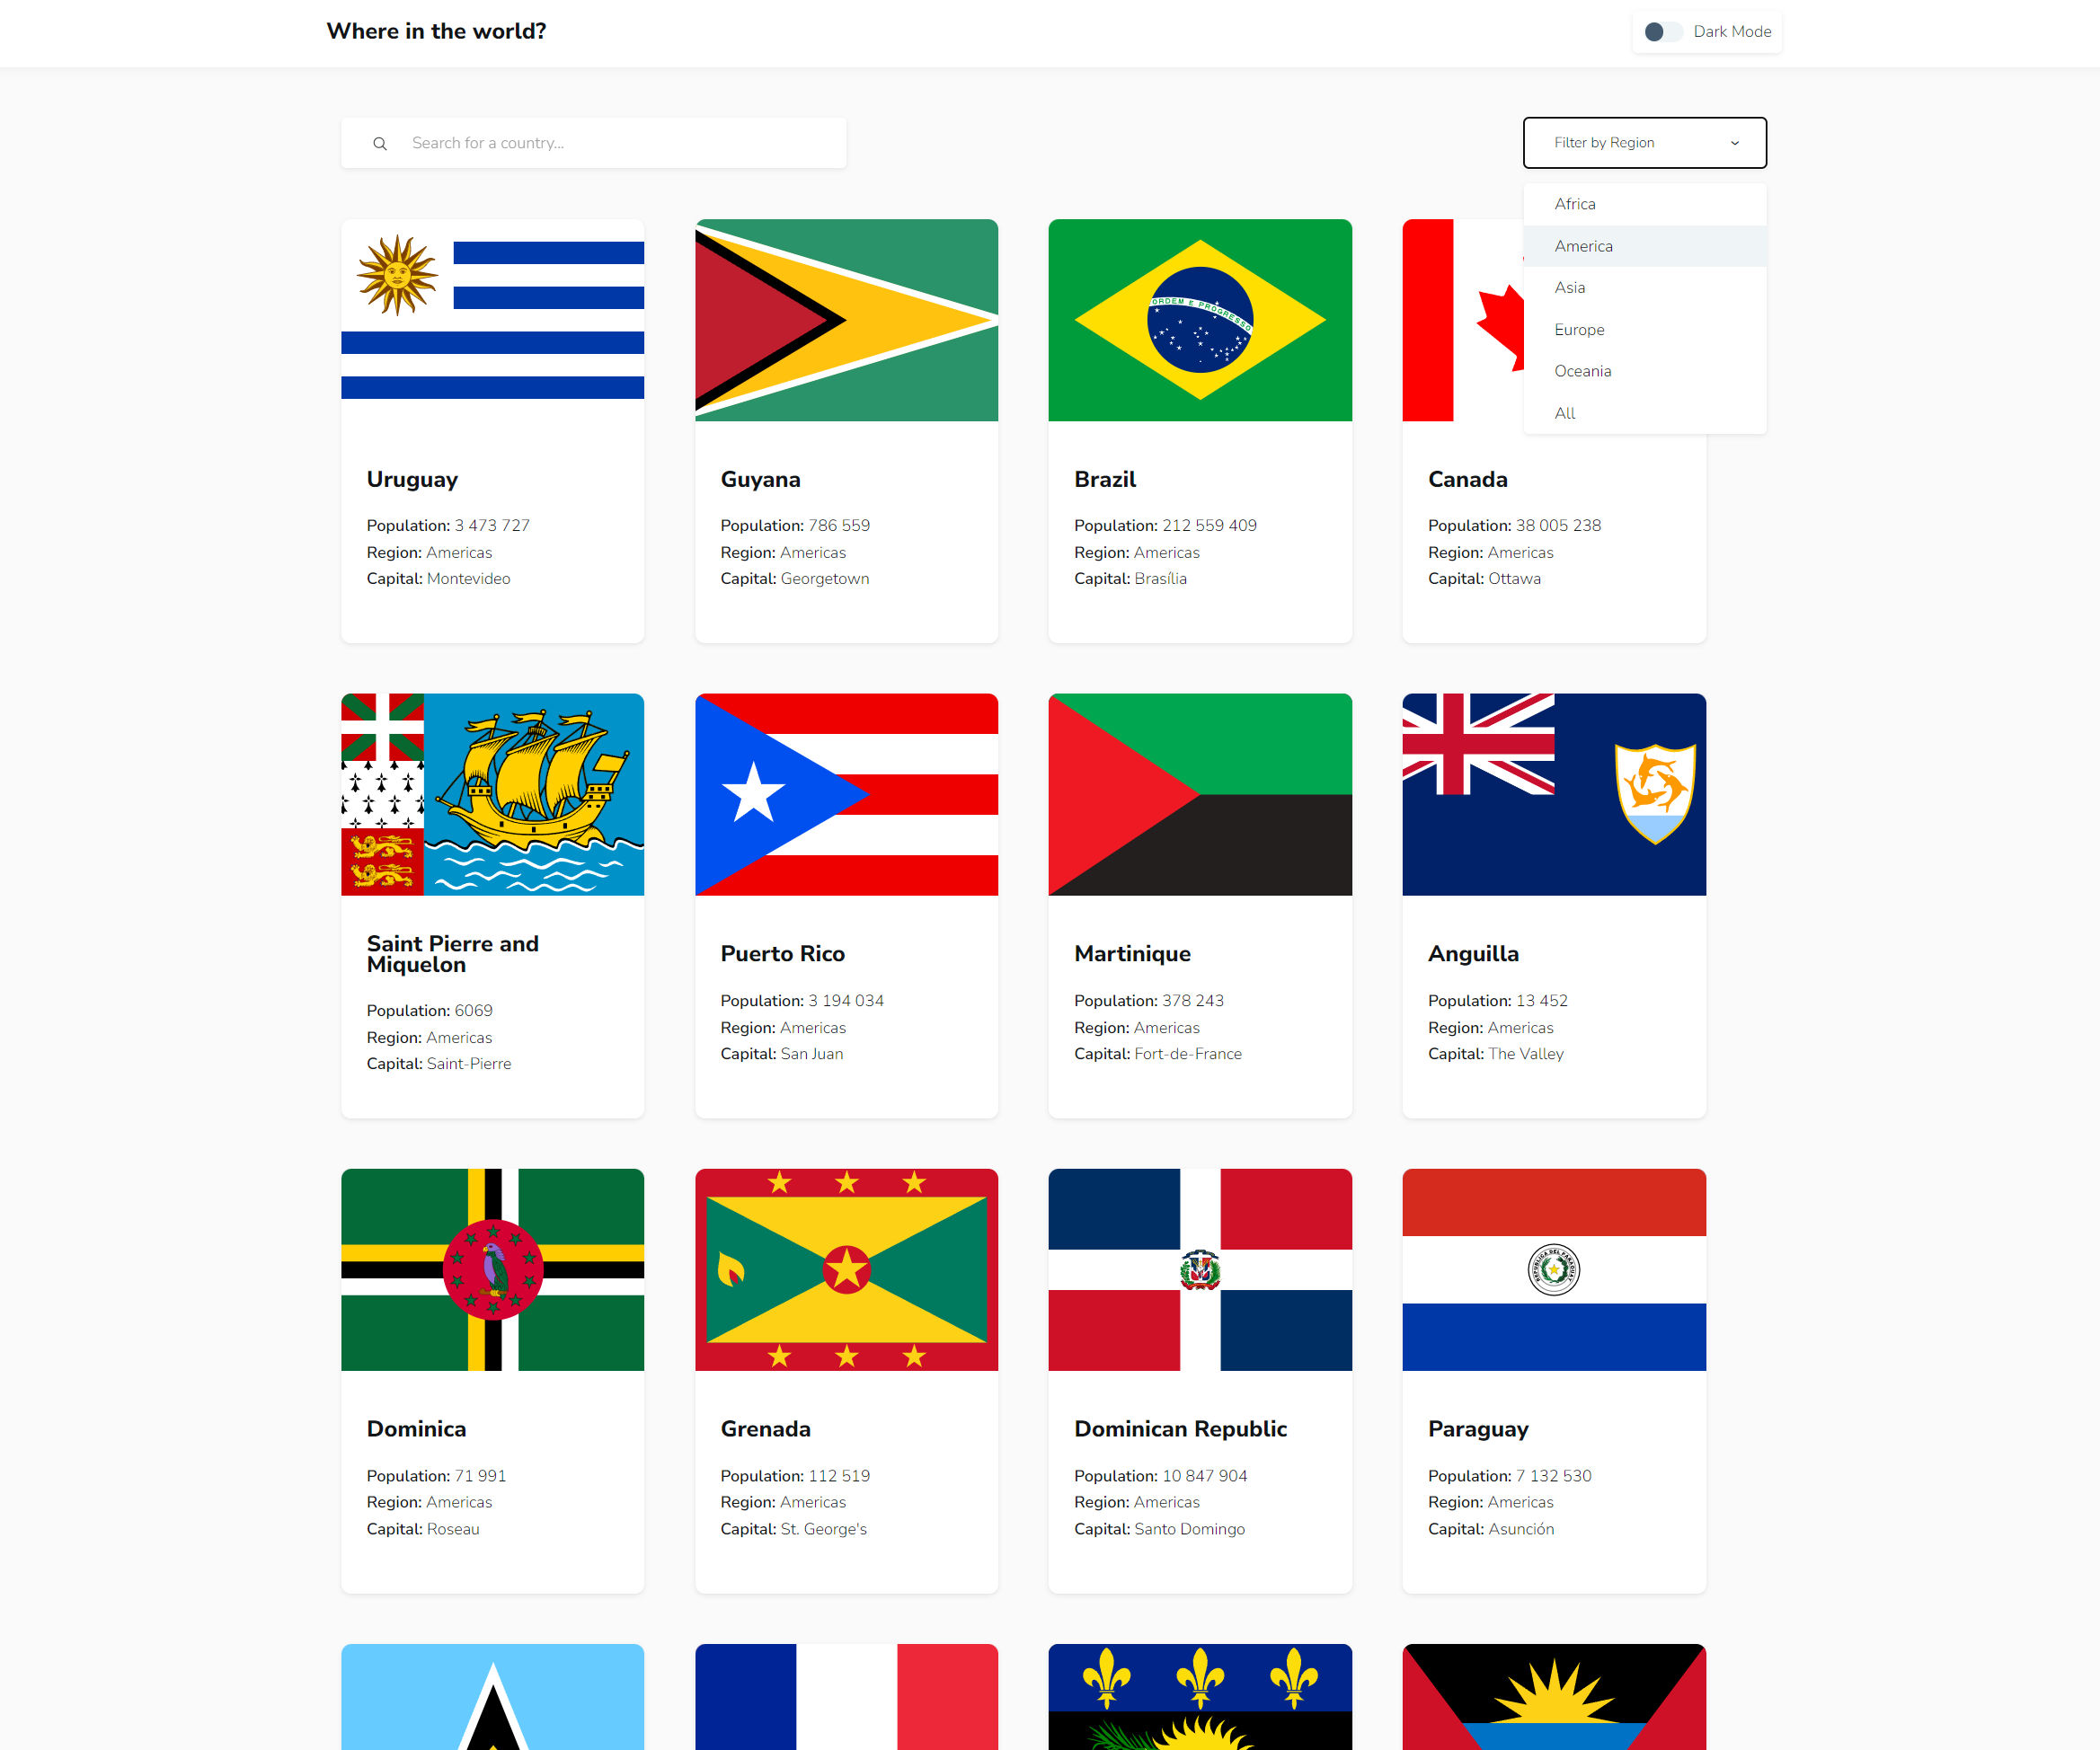 Where in the world?
Dark Mode
Search for a country...
Filter by Region
Africa
America
Asia
Europe
Oceania
All
ORDEM E PROGRESSO
Uruguay
Population: 3 473 727
Region: Americas
Capital: Montevideo
Guyana
Population: 786 559
Region: Americas
Capital: Georgetown
Brazil
Population: 212 559 409
Region: Americas
Capital: Brasília
Canada
Population: 38 005 238
Region: Americas
Capital: Ottawa
Saint Pierre and
Miquelon
Population: 6069
Region: Americas
Capital: Saint-Pierre
Puerto Rico
Population: 3 194 034
Region: Americas
Capital: San Juan
Martinique
Population: 378 243
Region: Americas
Capital: Fort-de-France
Anguilla
Population: 13 452
Region: Americas
Capital: The Valley
REPUBLICA DEL PARAGUAY
Dominica
Population: 71 991
Region: Americas
Capital: Roseau
Grenada
Population: 112 519
Region: Americas
Capital: St. George's
Dominican Republic
Population: 10 847 904
Region: Americas
Capital: Santo Domingo
Paraguay
Population: 7 132 530
Region: Americas
Capital: Asunción